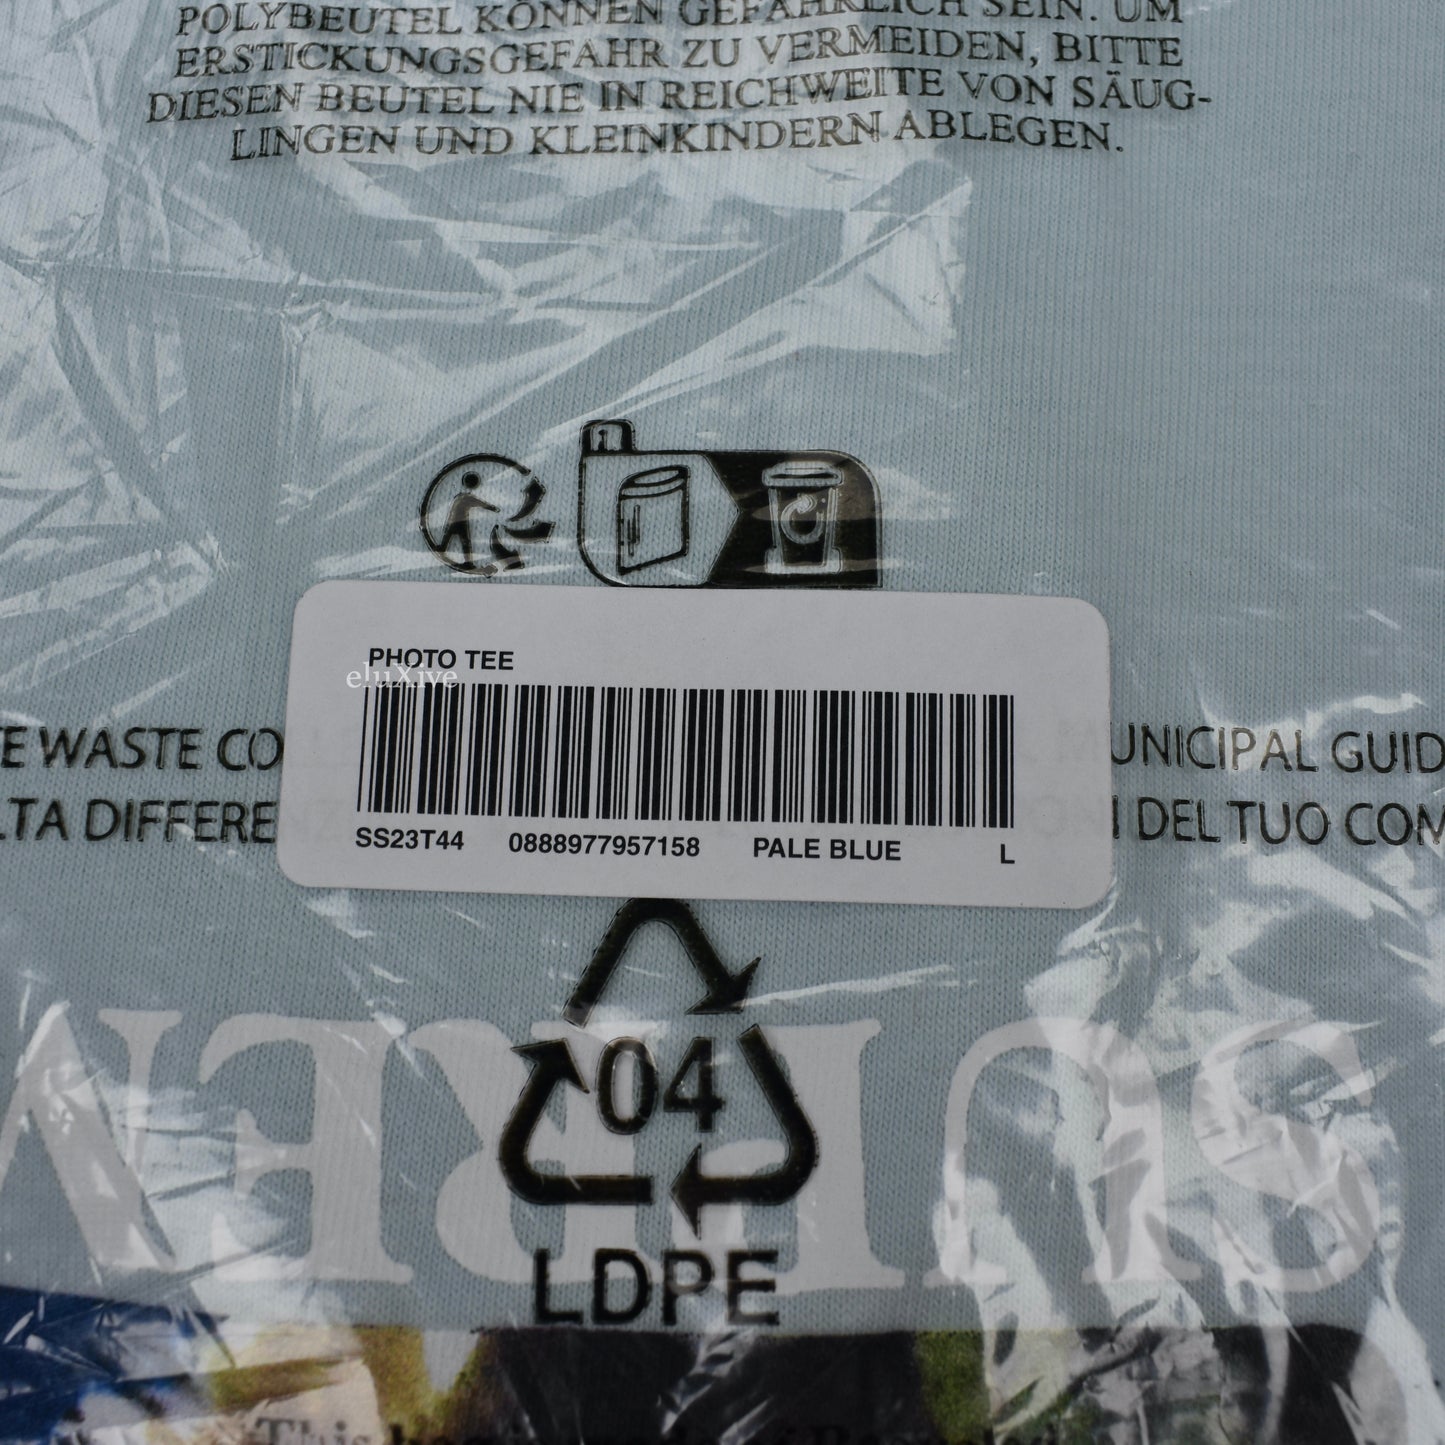 POLYBEUTEL KÖNNEN GEFÄHRLICH SEIN. UM
ERSTICKUNGSGEFAHR ZU VERMEIDEN, BITTE
DIESEN BEUTEL NIE IN REICHWEITE VON SÄUG-
LINGEN UND KLEINKINDERN ABLEGEN.
PHOTO TEE
eluXive
E WASTE CO UNICIPAL GUID
LTA DIFFERE I DEL TUO COM
SS23T44 0888977957158 PALE BLUE L
04
LDPE
This